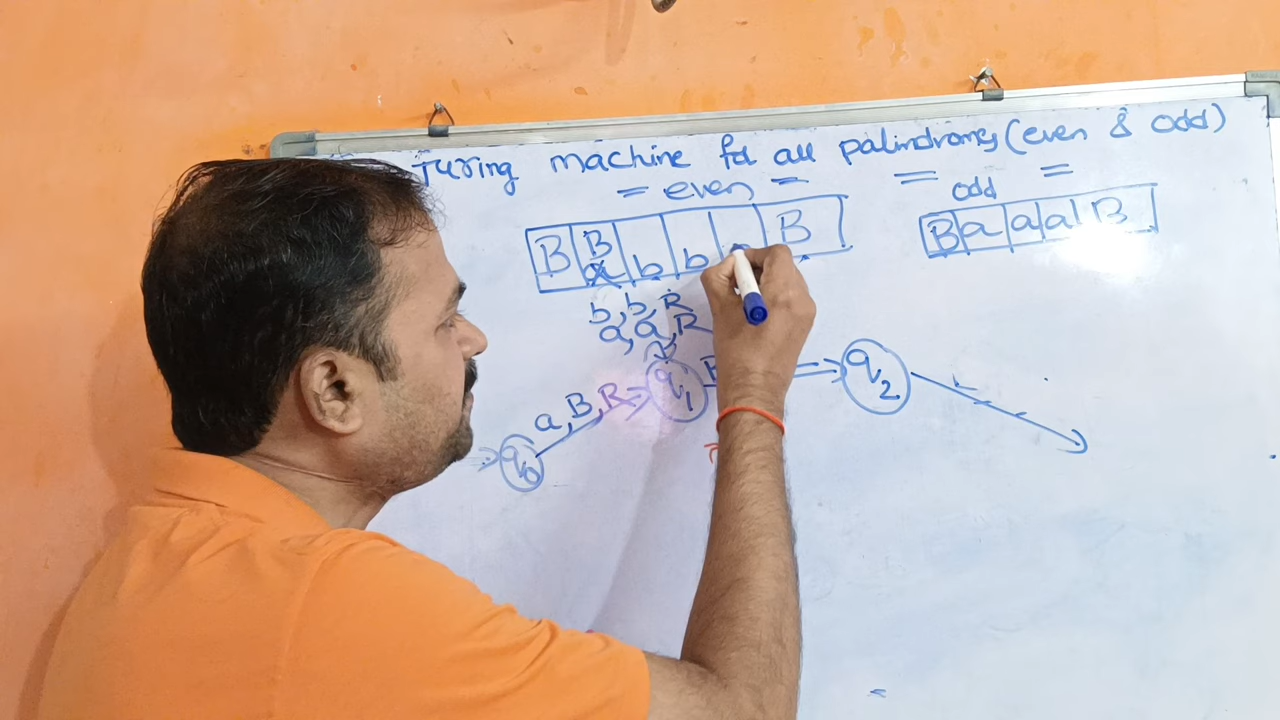 Turing machine for all palindromes (even & odd)
= even = = odd =
B B a b b B
B a a a B
b, b, R
a, a, R
a, B, R
q0
q1
q2